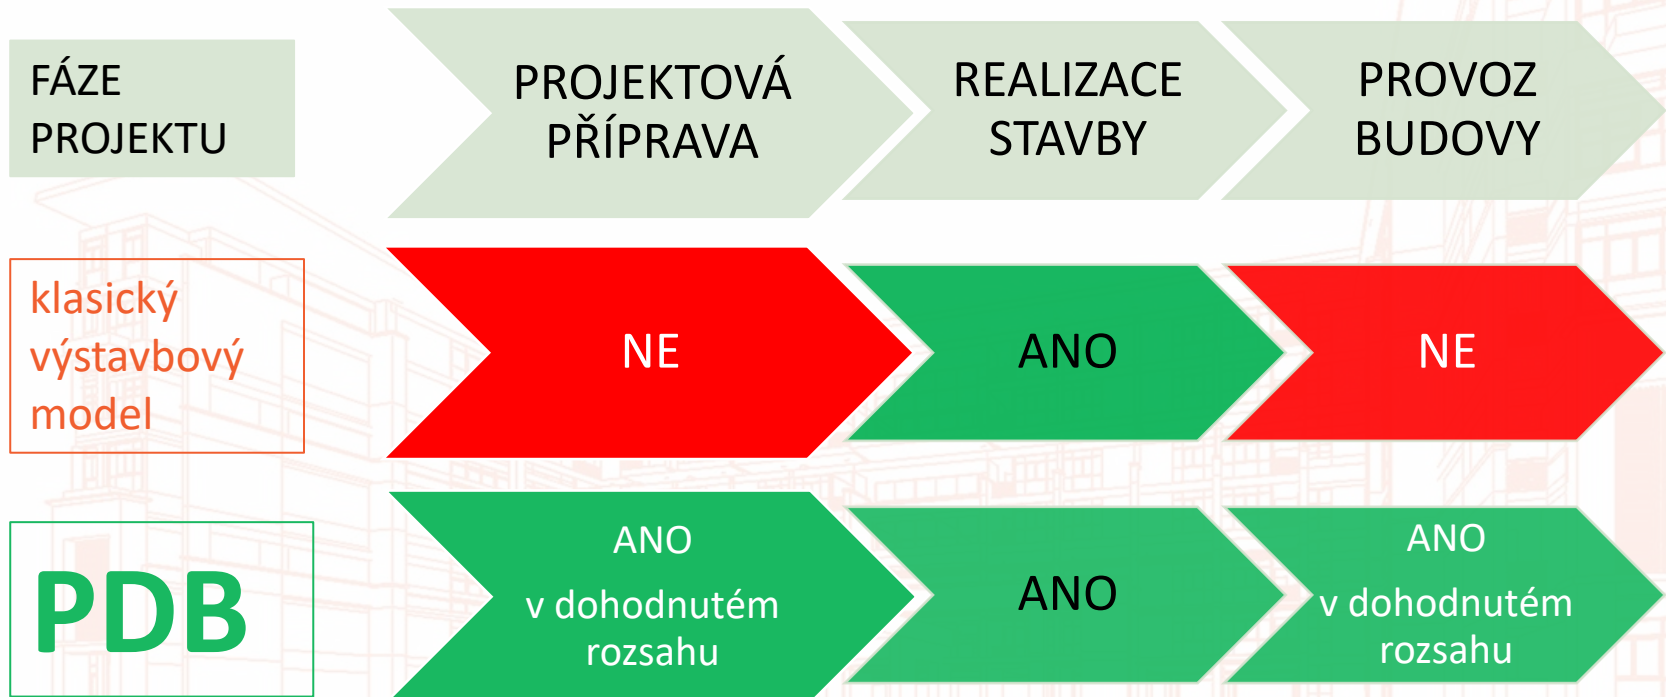 FÁZE
PROJEKTU
PROJEKTOVÁ
PŘÍPRAVA
REALIZACE
STAVBY
PROVOZ
BUDOVY
klasický
výstavbový
model
NE
ANO
NE
PDB
ANO
v dohodnutém
rozsahu
ANO
ANO
v dohodnutém
rozsahu